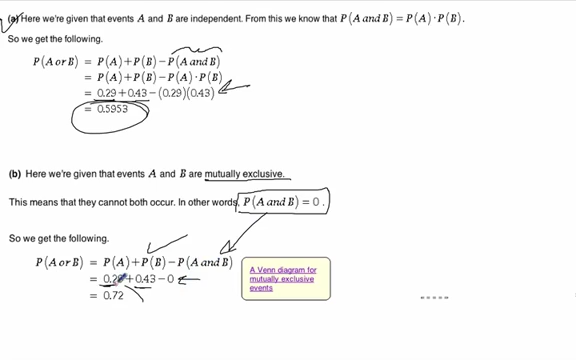 (a) Here we're given that events A and B are independent. From this we know that P(A and B) = P(A)·P(B).
So we get the following.
P(A or B) = P(A)+P(B)−P(A and B)
= P(A)+P(B)−P(A)·P(B)
= 0.29+0.43−(0.29)(0.43)
= 0.5953
(b) Here we're given that events A and B are mutually exclusive.
This means that they cannot both occur. In other words, P(A and B) = 0.
So we get the following.
P(A or B) = P(A)+P(B)−P(A and B)
= 0.29+0.43−0
= 0.72
A Venn diagram for
mutually exclusive
events